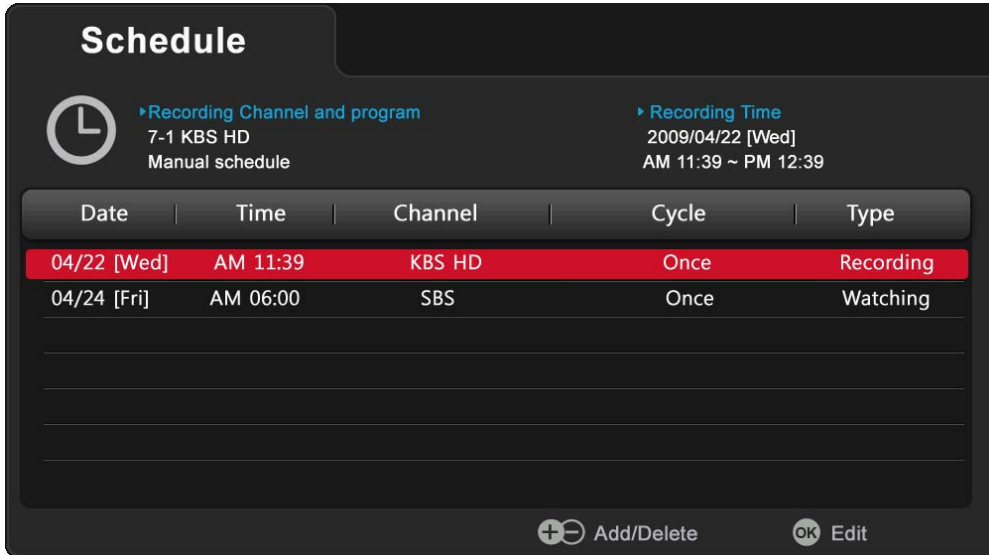 Schedule
Recording Channel and program
7-1 KBS HD
Manual schedule
Recording Time
2009/04/22 [Wed]
AM 11:39 ~ PM 12:39
Date Time Channel Cycle Type
04/22 [Wed] AM 11:39 KBS HD Once Recording
04/24 [Fri] AM 06:00 SBS Once Watching
Add/Delete OK Edit